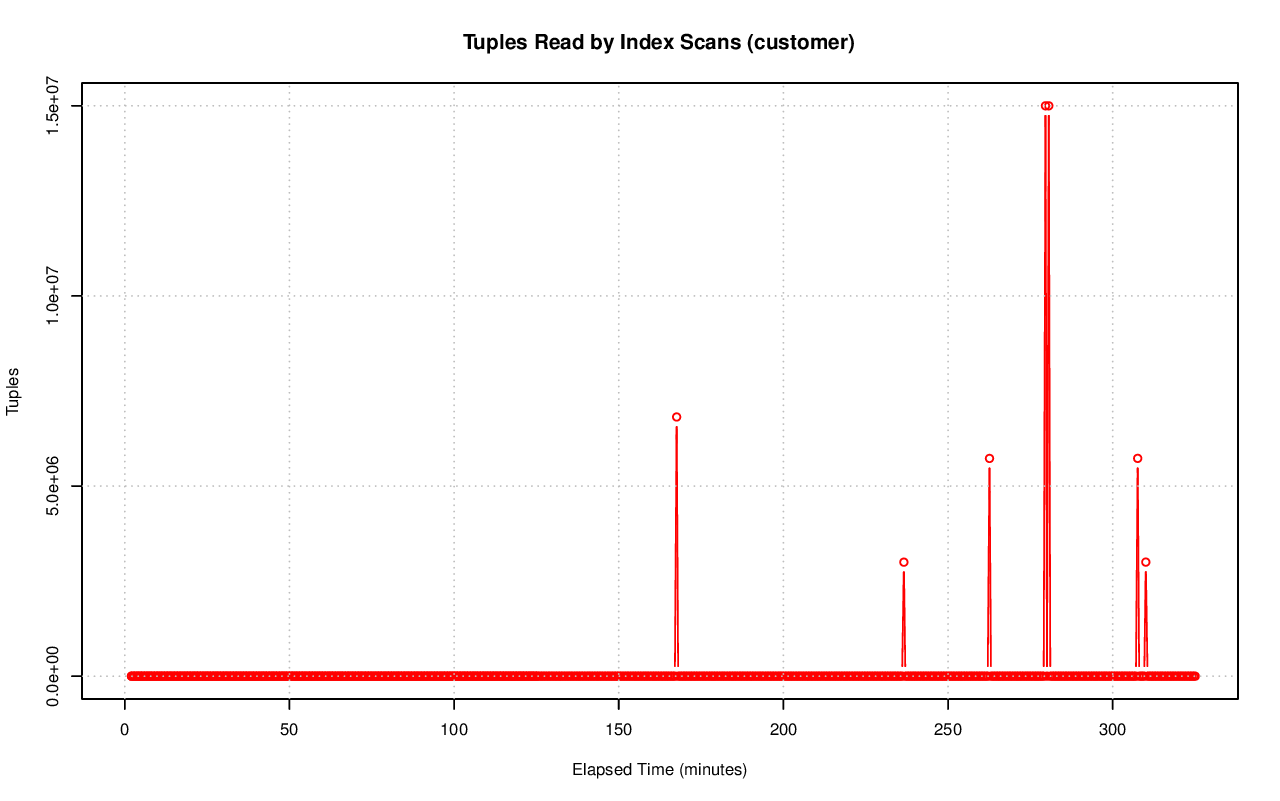 Tuples Read by Index Scans (customer)
Tuples
1.5e+07
1.0e+07
5.0e+06
0.0e+00
0 50 100 150 200 250 300
Elapsed Time (minutes)